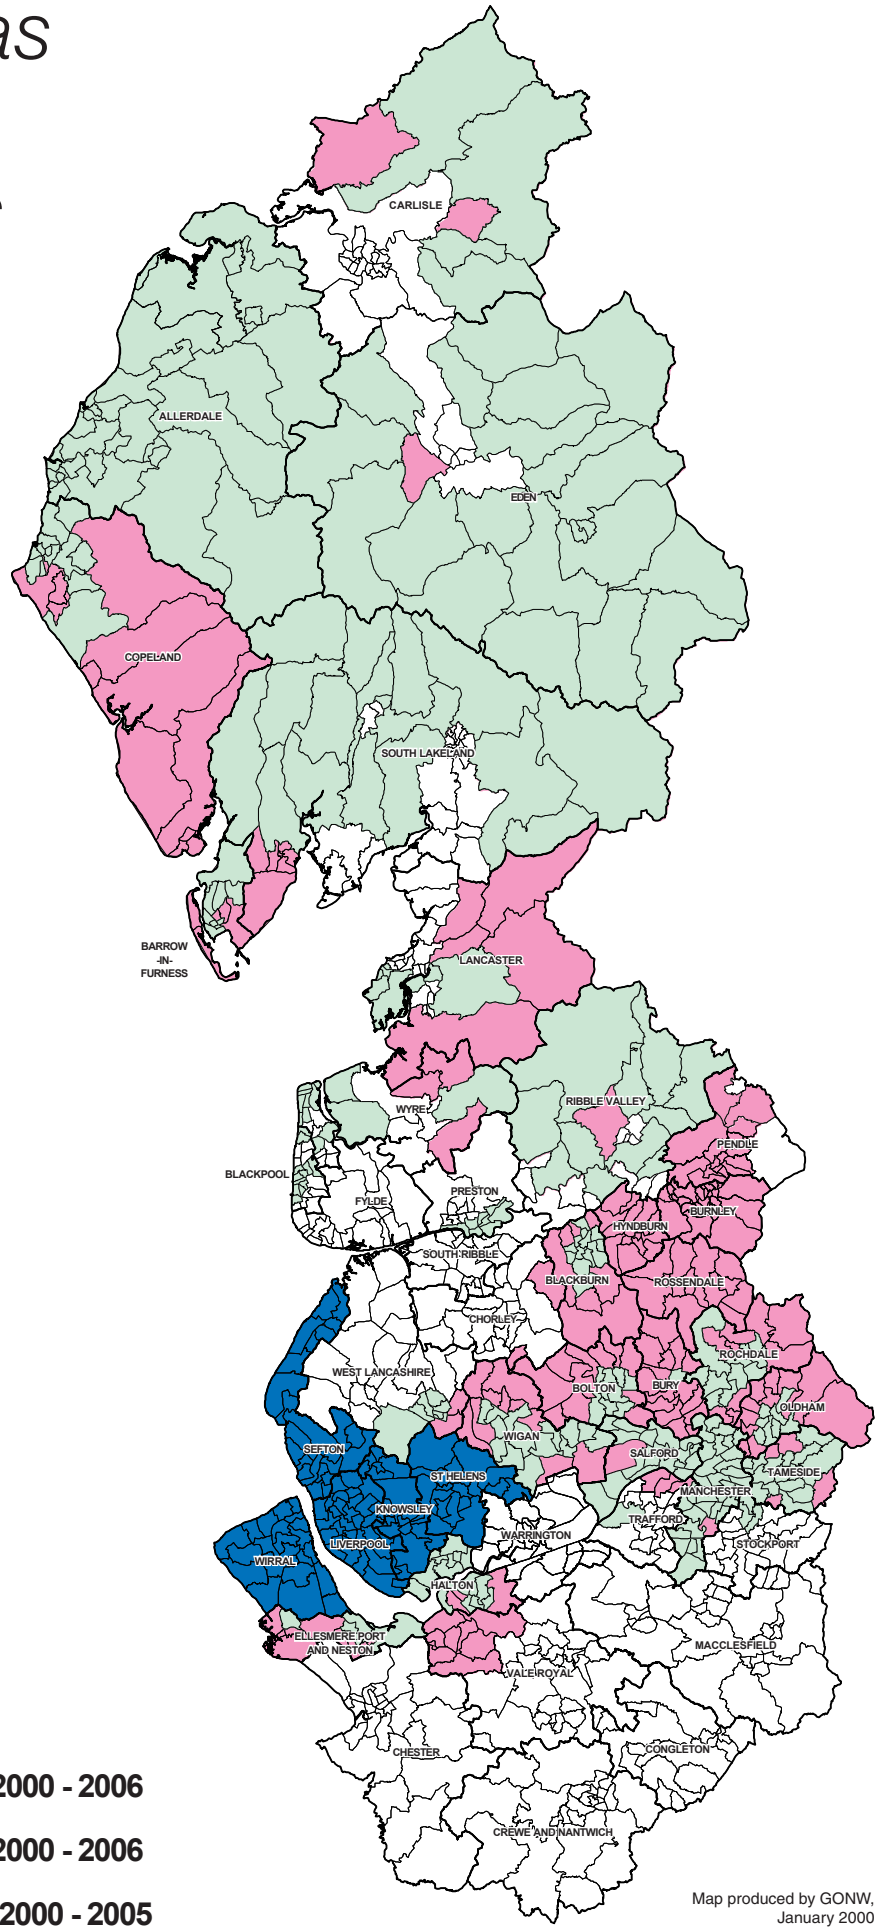 as
CARLISLE
ALLERDALE
EDEN
COPELAND
SOUTH LAKELAND
BARROW
-IN-
FURNESS
LANCASTER
WYRE
RIBBLE VALLEY
PENDLE
BLACKPOOL
FYLDE
PRESTON
BURNLEY
HYNDBURN
SOUTH RIBBLE
BLACKBURN
ROSSENDALE
CHORLEY
ROCHDALE
WEST LANCASHIRE
BOLTON
BURY
OLDHAM
WIGAN
SEFTON
SALFORD
ST HELENS
TAMESIDE
MANCHESTER
KNOWSLEY
TRAFFORD
WARRINGTON
LIVERPOOL
STOCKPORT
WIRRAL
HALTON
ELLESMERE PORT
AND NESTON
MACCLESFIELD
VALE ROYAL
CHESTER
CONGLETON
2000 - 2006
CREWE AND NANTWICH
2000 - 2006
2000 - 2005
Map produced by GONW,
January 2000